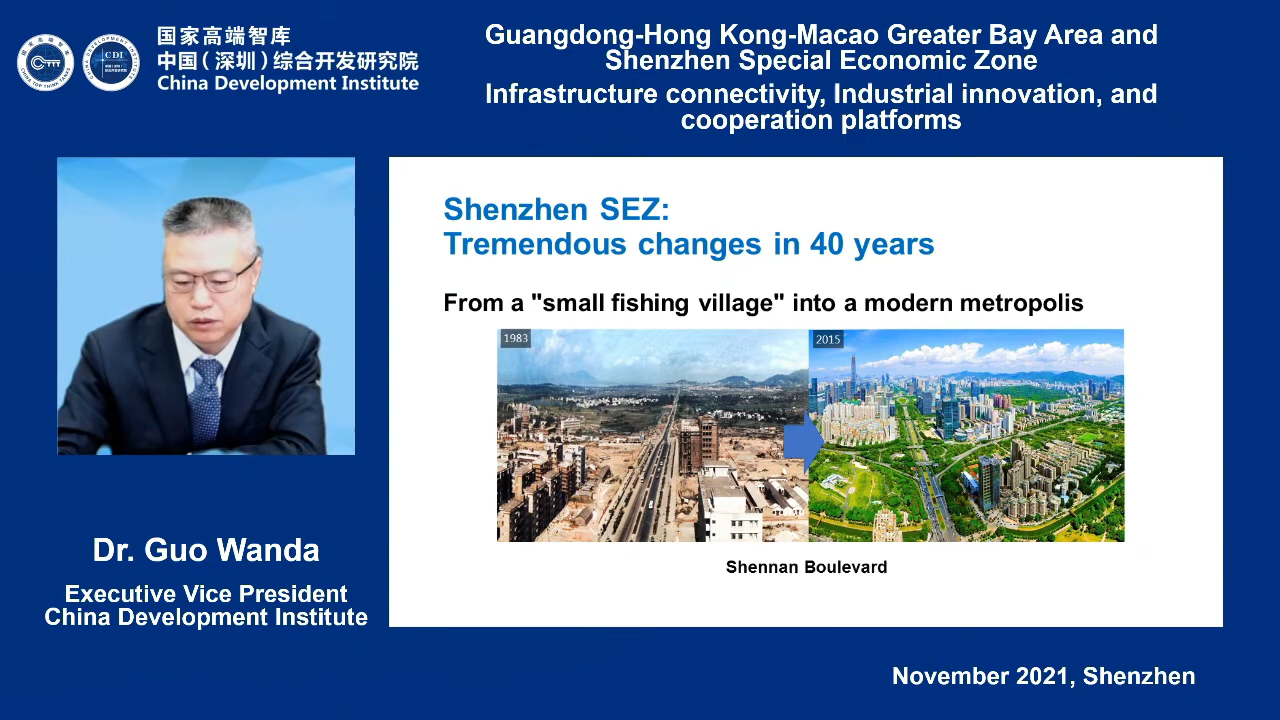 国家高端智库
中国（深圳）综合开发研究院
China Development Institute
CDI
Guangdong-Hong Kong-Macao Greater Bay Area and
Shenzhen Special Economic Zone
Infrastructure connectivity, Industrial innovation, and
cooperation platforms
Shenzhen SEZ:
Tremendous changes in 40 years
From a "small fishing village" into a modern metropolis
1983
2015
Shennan Boulevard
Dr. Guo Wanda
Executive Vice President
China Development Institute
November 2021, Shenzhen